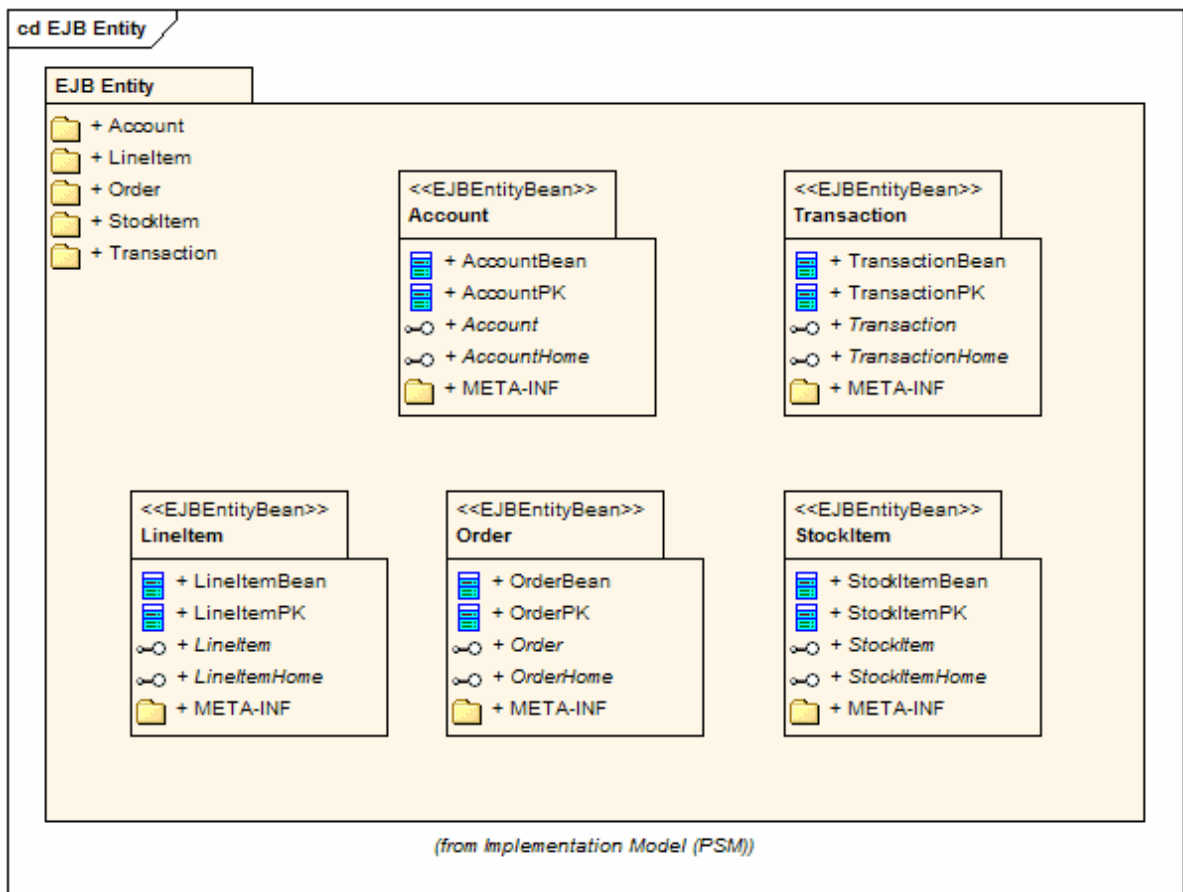 cd EJB Entity
EJB Entity
+ Account
+ LineItem
+ Order
+ StockItem
+ Transaction
<<EJBEntityBean>>
Account
+ AccountBean
+ AccountPK
+ Account
+ AccountHome
+ META-INF
<<EJBEntityBean>>
Transaction
+ TransactionBean
+ TransactionPK
+ Transaction
+ TransactionHome
+ META-INF
<<EJBEntityBean>>
LineItem
+ LineItemBean
+ LineItemPK
+ LineItem
+ LineItemHome
+ META-INF
<<EJBEntityBean>>
Order
+ OrderBean
+ OrderPK
+ Order
+ OrderHome
+ META-INF
<<EJBEntityBean>>
StockItem
+ StockItemBean
+ StockItemPK
+ StockItem
+ StockItemHome
+ META-INF
(from Implementation Model (PSM))